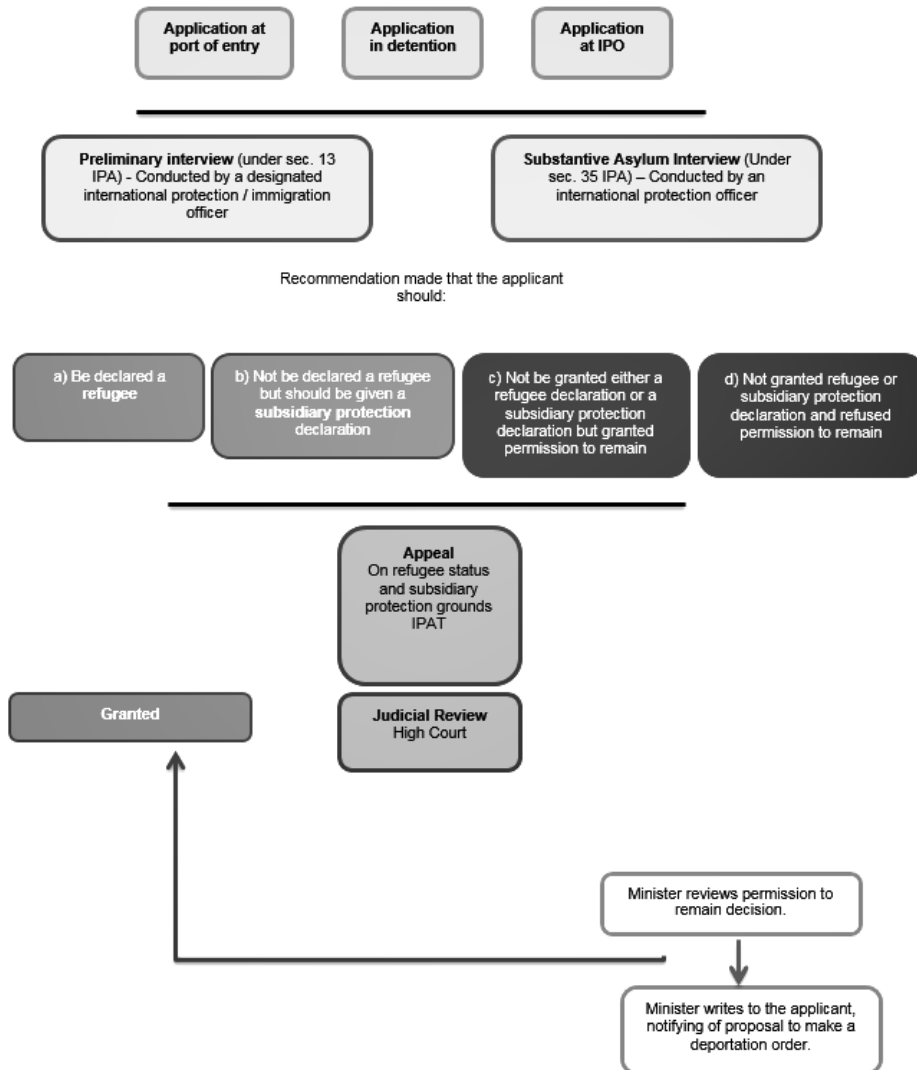 Application at
port of entry
Application
in detention
Application
at IPO
Preliminary interview (under sec. 13
IPA) - Conducted by a designated
international protection / immigration
officer
Substantive Asylum Interview (Under
sec. 35 IPA) – Conducted by an
international protection officer
Recommendation made that the applicant
should:
a) Be declared a
refugee
b) Not be declared a refugee
but should be given a
subsidiary protection
declaration
c) Not be granted either a
refugee declaration or a
subsidiary protection
declaration but granted
permission to remain
d) Not granted refugee or
subsidiary protection
declaration and refused
permission to remain
Appeal
On refugee status
and subsidiary
protection grounds
IPAT
Granted
Judicial Review
High Court
Minister reviews permission to
remain decision.
Minister writes to the applicant,
notifying of proposal to make a
deportation order.